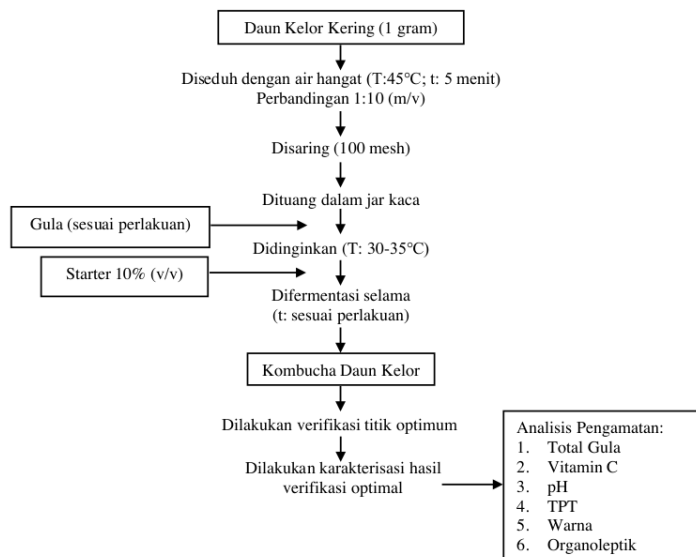 Daun Kelor Kering (1 gram)
Diseduh dengan air hangat (T:45°C; t: 5 menit)
Perbandingan 1:10 (m/v)
Disaring (100 mesh)
Dituang dalam jar kaca
Gula (sesuai perlakuan)
Didinginkan (T: 30-35°C)
Starter 10% (v/v)
Difermentasi selama
(t: sesuai perlakuan)
Kombucha Daun Kelor
Dilakukan verifikasi titik optimum
Dilakukan karakterisasi hasil
verifikasi optimal
Analisis Pengamatan:
1. Total Gula
2. Vitamin C
3. pH
4. TPT
5. Warna
6. Organoleptik